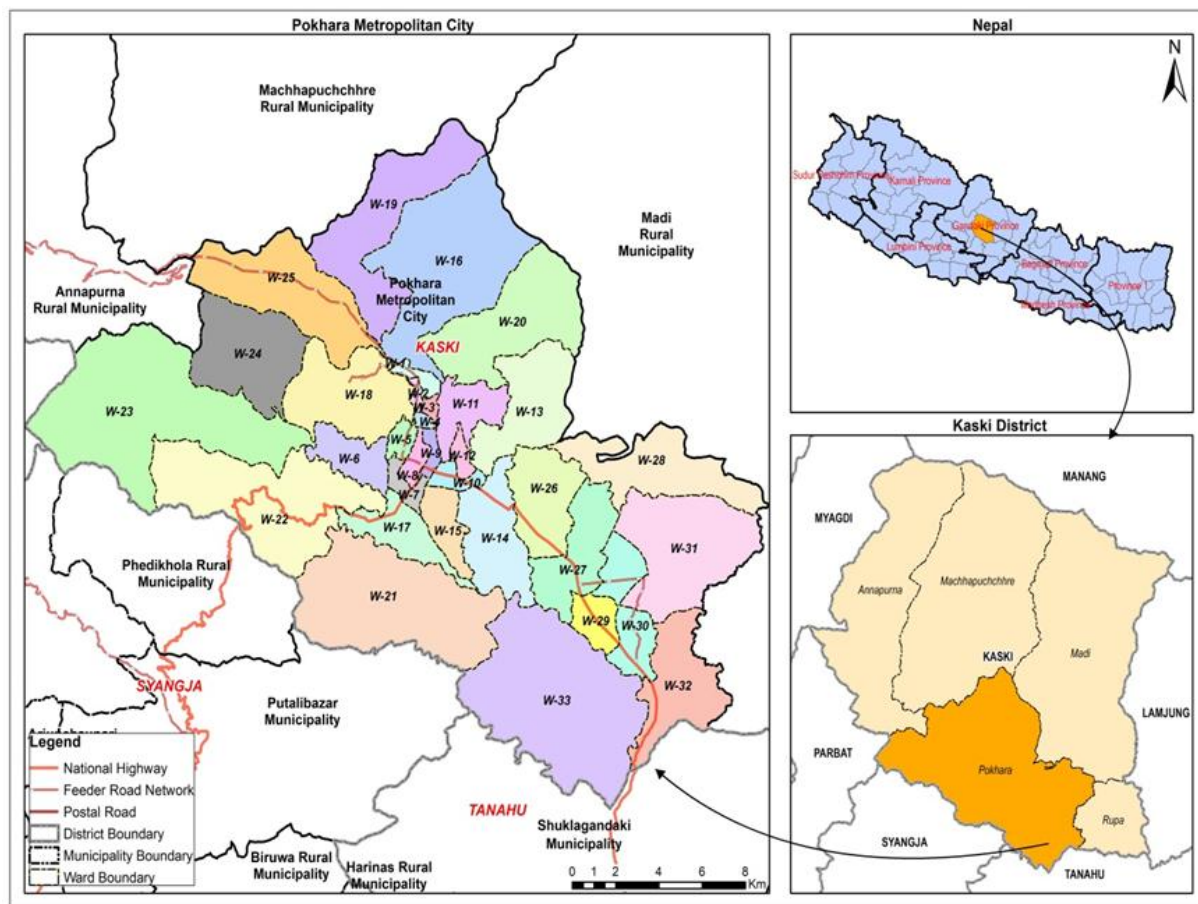 Pokhara Metropolitan City
Machhapuchchhre
Rural Municipality
Madi
Rural
Municipality
W-19
W-16
W-25
Pokhara
Metropolitan
City
Annapurna
Rural Municipality
W-20
KASKI
W-24
W-1
W-18
W-2
W-3
W-11
W-23
W-4
W-13
W-5
W-6
W-9
W-12
W-28
W-8
W-10
W-26
W-7
W-22
W-17
W-15
W-14
W-31
Phedikhola Rural
Municipality
W-27
W-21
W-29
W-30
SYANGJA
W-32
Putalibazar
Municipality
W-33
TANAHU
Shuklagandaki
Municipality
Biruwa Rural
Municipality
Harinas Rural
Municipality
Legend
National Highway
Feeder Road Network
Postal Road
District Boundary
Municipality Boundary
Ward Boundary
0 2 4 6 8
Km
Nepal
N
Sudur Province
Karnali Province
Gandaki Province
Lumbini Province
Bagmati Province
Province 1
Province
Kaski District
MANANG
MYAGDI
Annapurna
Machhapuchchhre
KASKI
Madi
LAMJUNG
PARBAT
Pokhara
Rupa
SYANGJA
TANAHU